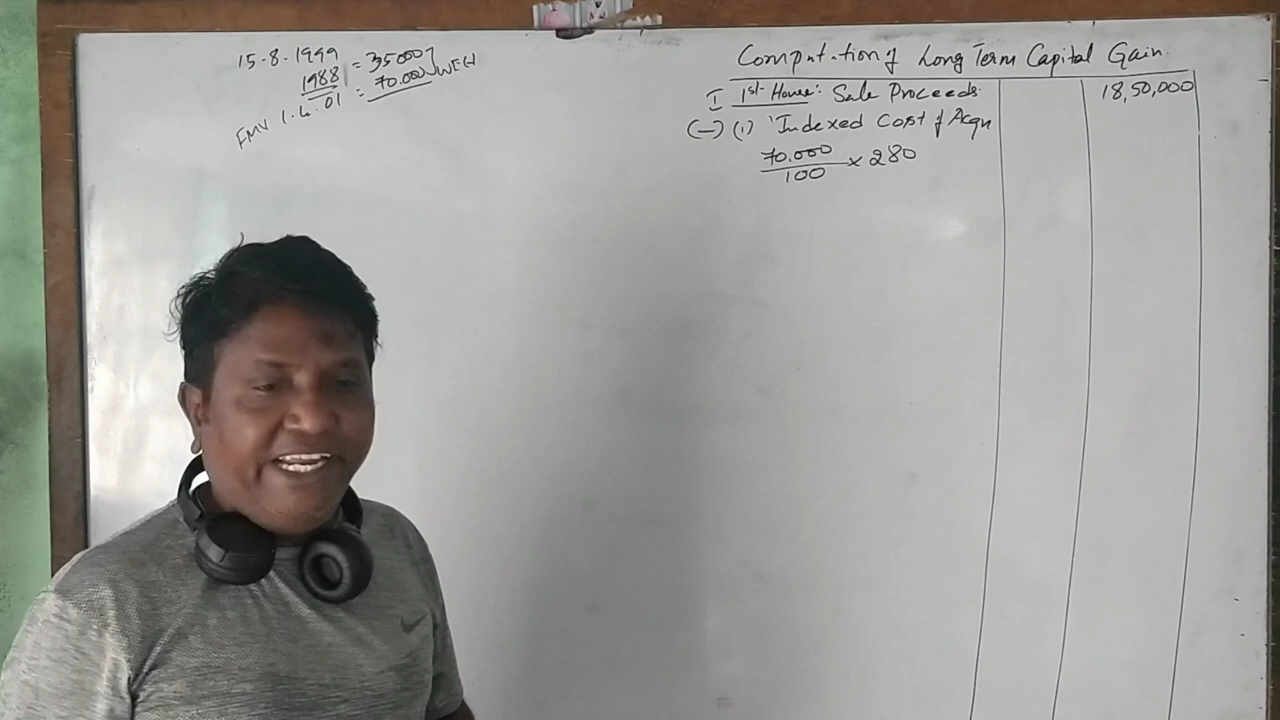 15.8.1999
1988 = 35000
FMV 1.4.01 = 70.000 WEH
Computation of Long Term Capital Gain.
I 1st House: Sale Proceeds. 18,50,000
(-) (1) Indexed Cost of Acqn
70.000
100
× 280